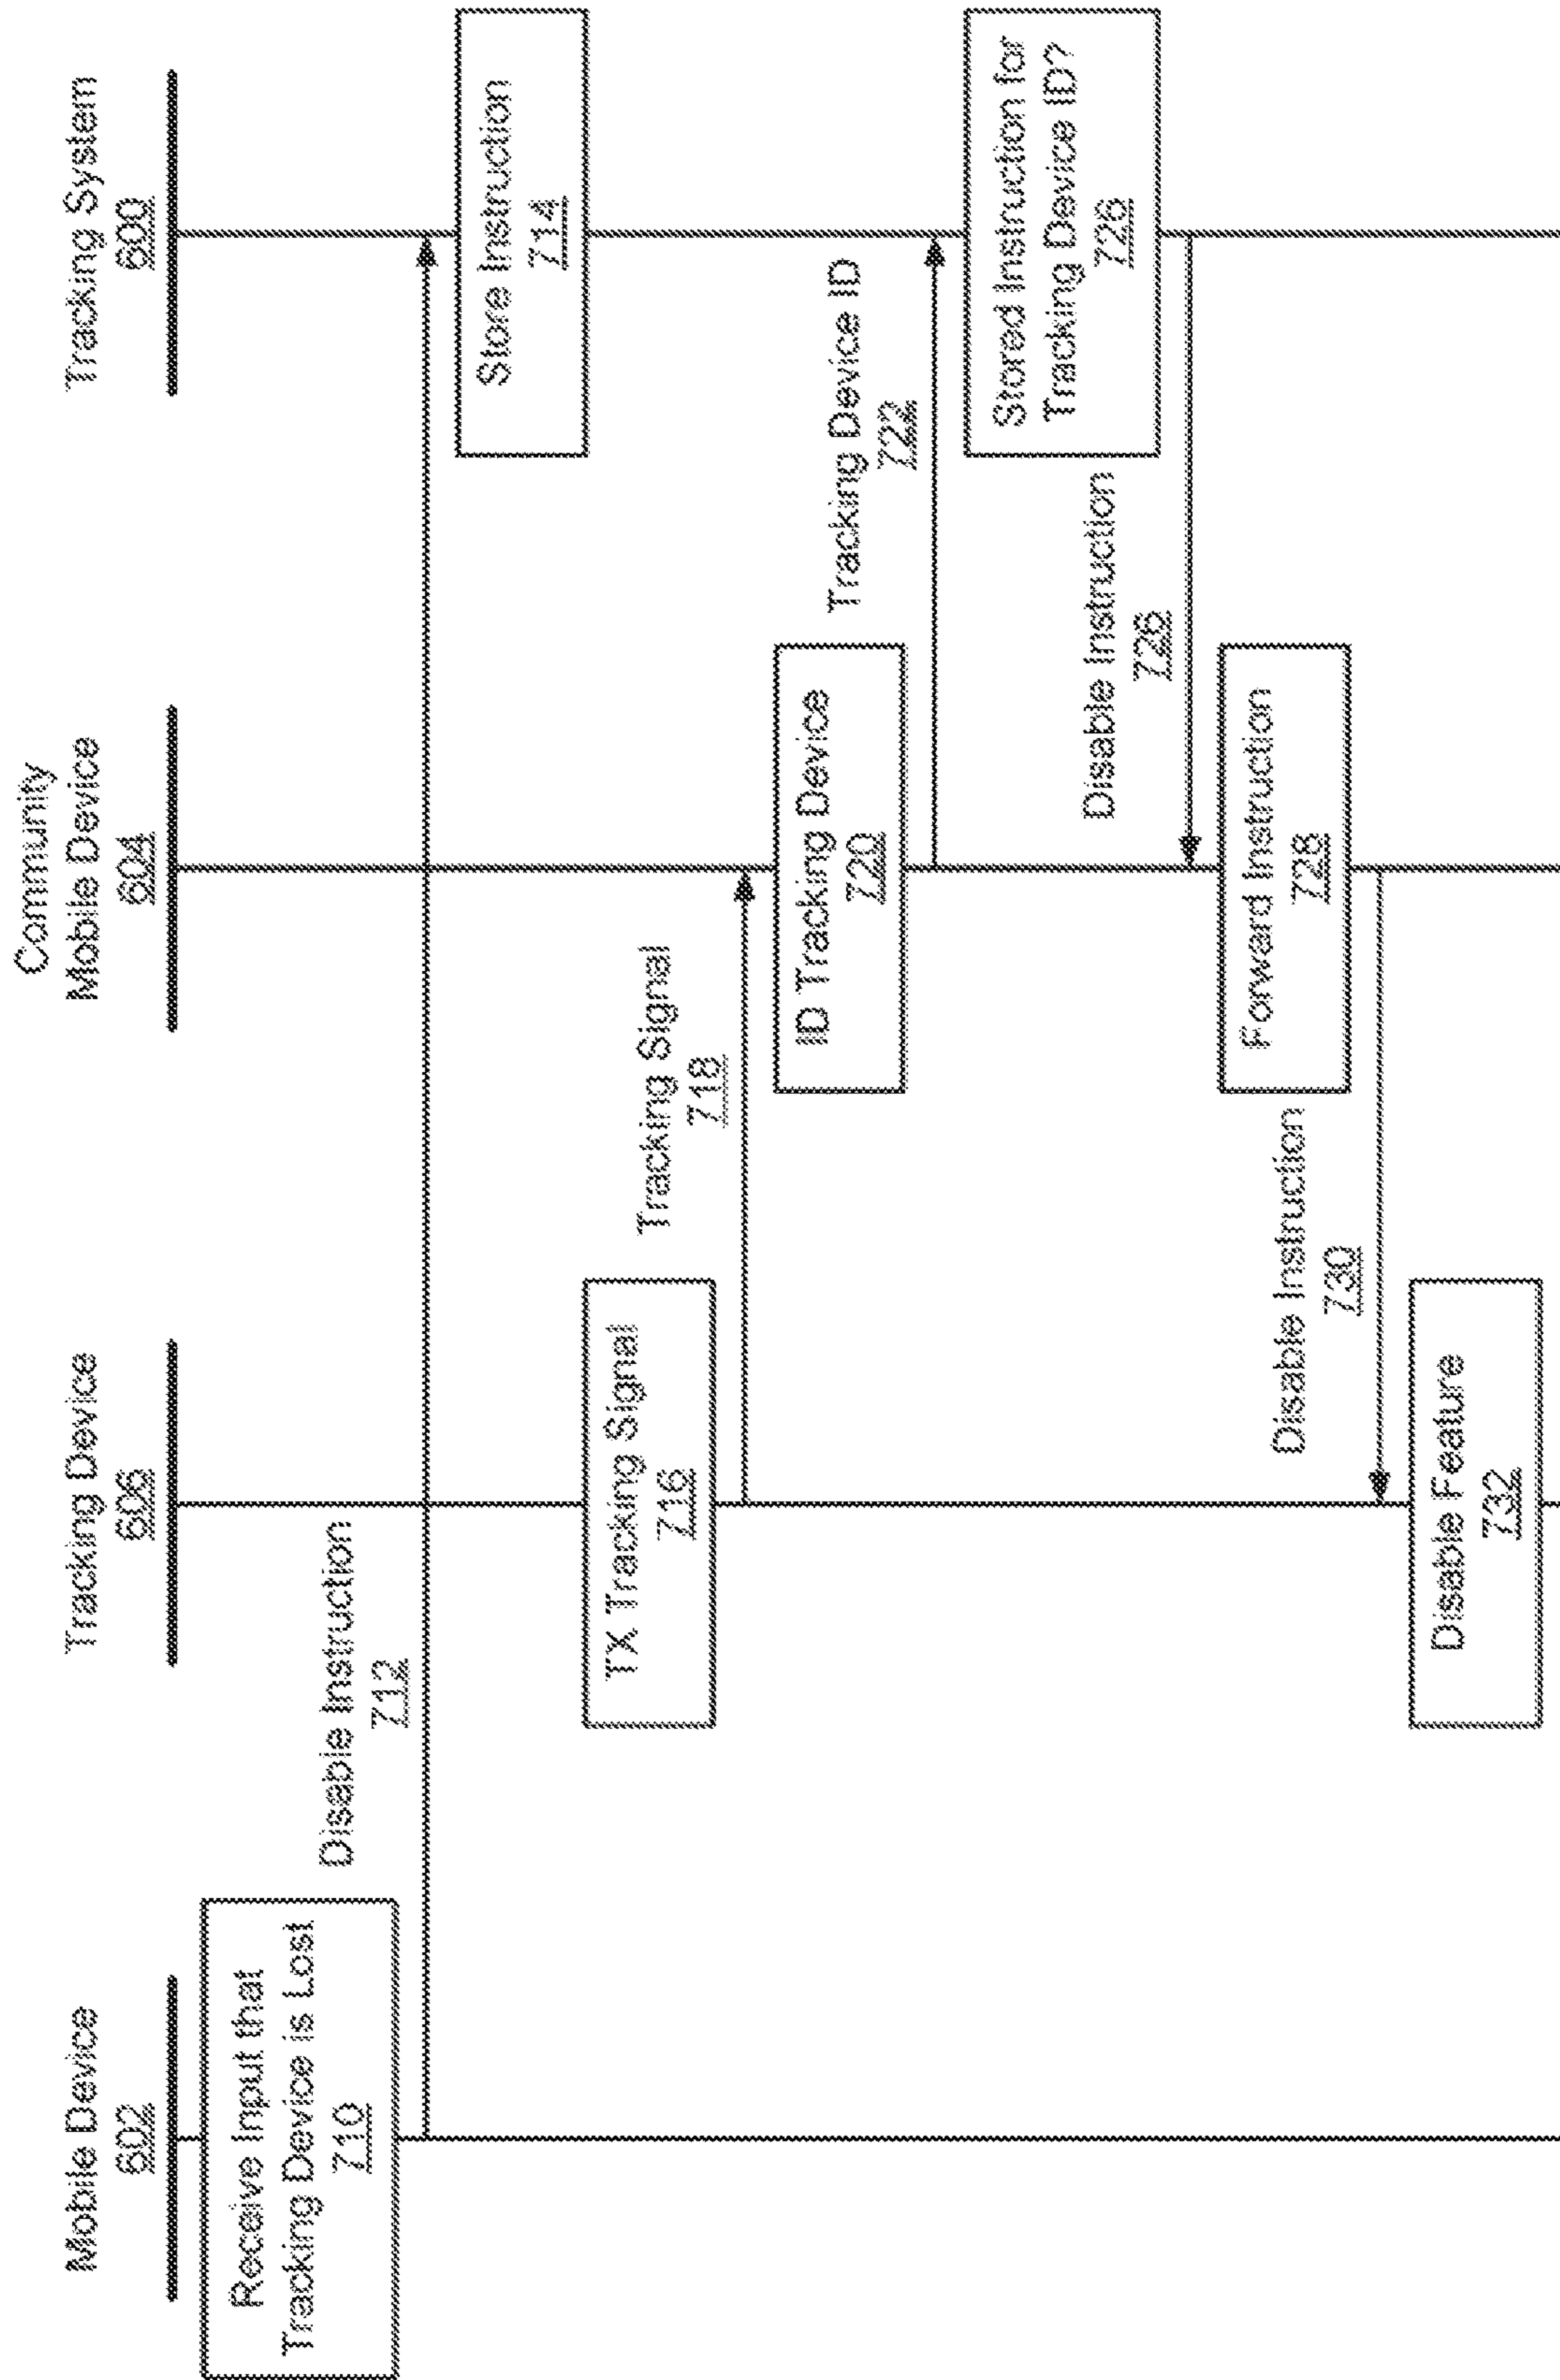 Mobile Device
602
Tracking Device
606
Community
Mobile Device
604
Tracking System
600
Receive Input that
Tracking Device is Lost
710
Disable Instruction
712
Store Instruction
714
TX Tracking Signal
716
Tracking Signal
718
ID Tracking Device
720
Tracking Device ID
722
Stored Instruction for
Tracking Device ID?
726
Disable Instruction
726
Forward Instruction
728
Disable Instruction
730
Disable Feature
732